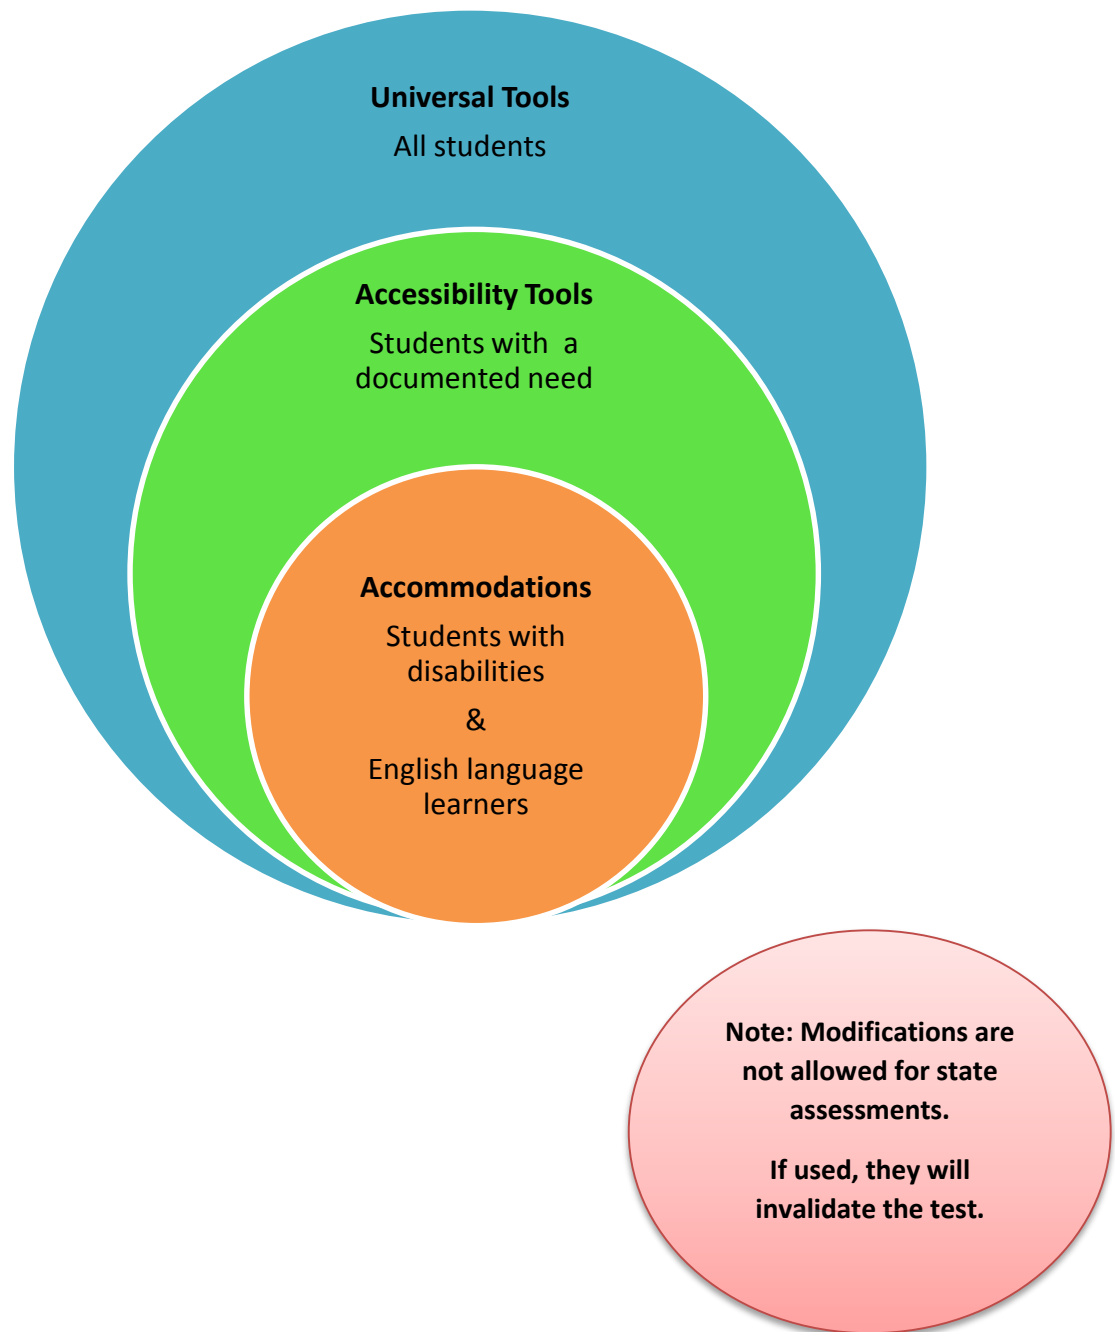 Universal Tools
All students
Accessibility Tools
Students with  a
documented need
Accommodations
Students with
disabilities
&
English language
learners
Note: Modifications are
not allowed for state
assessments.
If used, they will
invalidate the test.